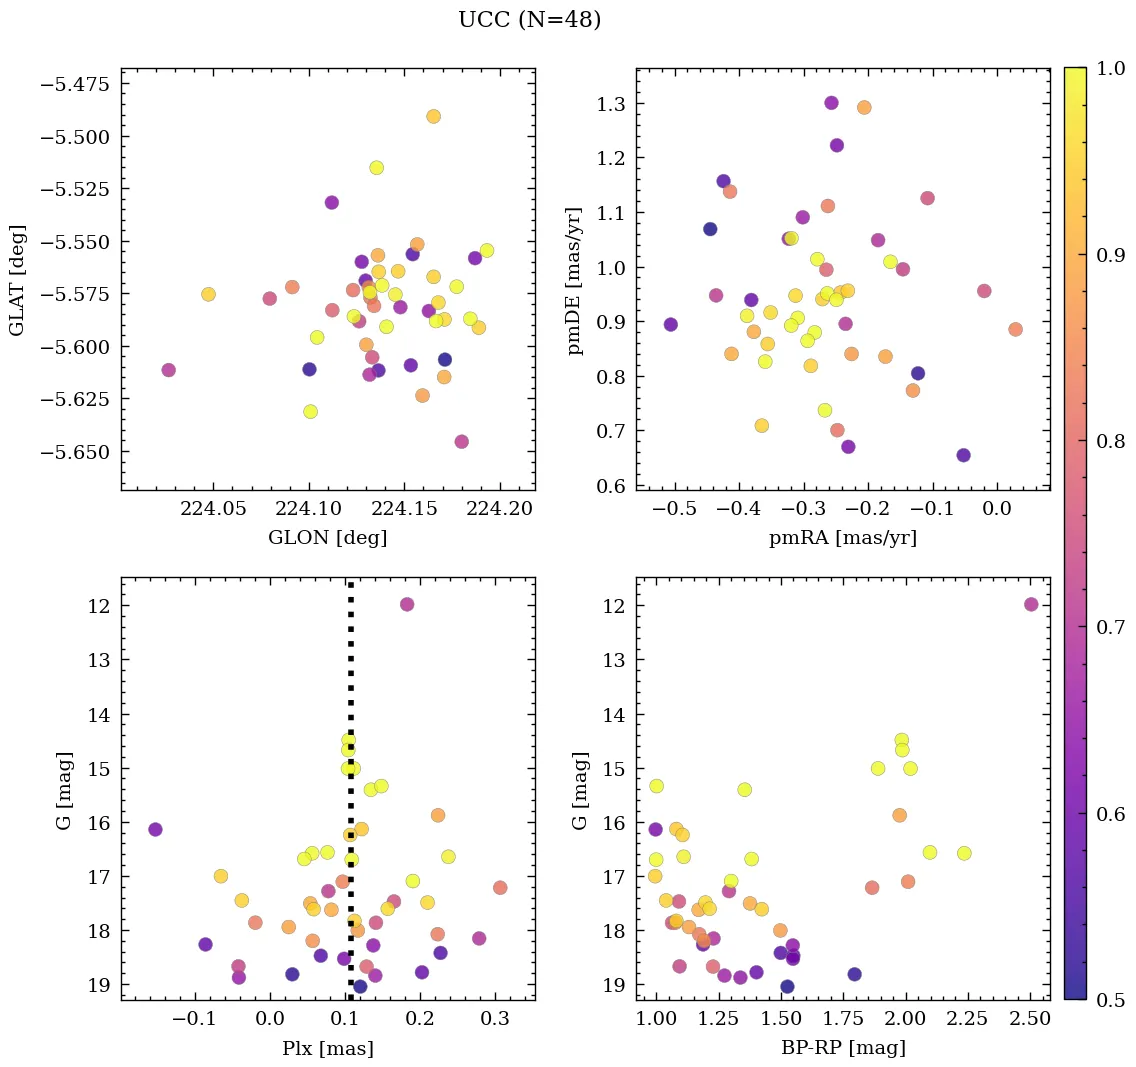 UCC (N=48)
−5.475
−5.500
−5.525
−5.550
−5.575
−5.600
−5.625
−5.650
GLAT [deg]
224.05 224.10 224.15 224.20
GLON [deg]
1.3
1.2
1.1
1.0
0.9
0.8
0.7
0.6
pmDE [mas/yr]
−0.5 −0.4 −0.3 −0.2 −0.1 0.0
pmRA [mas/yr]
12
13
14
15
16
17
18
19
G [mag]
−0.1 0.0 0.1 0.2 0.3
Plx [mas]
12
13
14
15
16
17
18
19
G [mag]
1.00 1.25 1.50 1.75 2.00 2.25 2.50
BP-RP [mag]
1.0
0.9
0.8
0.7
0.6
0.5